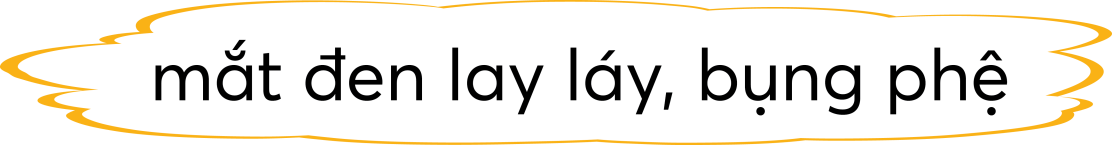 mắt đen lay láy, bụng phệ